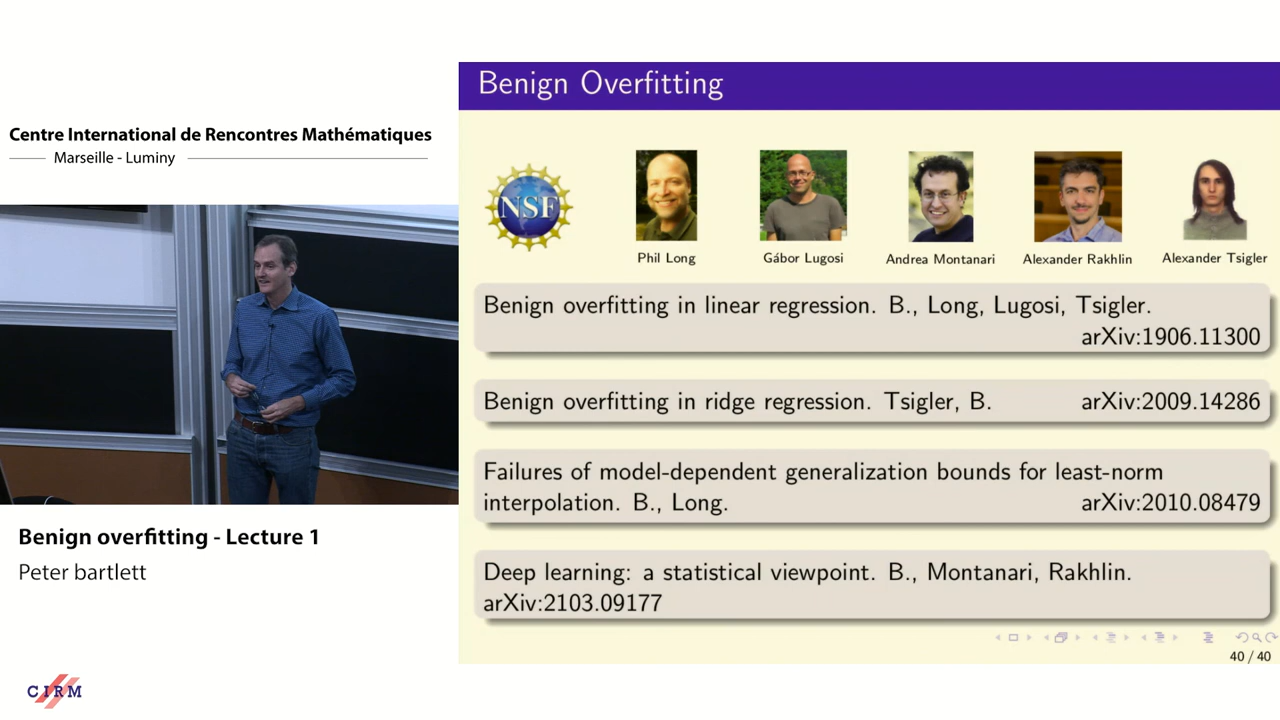 Centre International de Rencontres Mathématiques
Marseille - Luminy
Benign overfitting - Lecture 1
Peter bartlett
CIRM
Benign Overfitting
NSF
Phil Long
Gábor Lugosi
Andrea Montanari
Alexander Rakhlin
Alexander Tsigler
Benign overfitting in linear regression. B., Long, Lugosi, Tsigler.
arXiv:1906.11300
Benign overfitting in ridge regression. Tsigler, B. arXiv:2009.14286
Failures of model-dependent generalization bounds for least-norm
interpolation. B., Long. arXiv:2010.08479
Deep learning: a statistical viewpoint. B., Montanari, Rakhlin.
arXiv:2103.09177
40 / 40